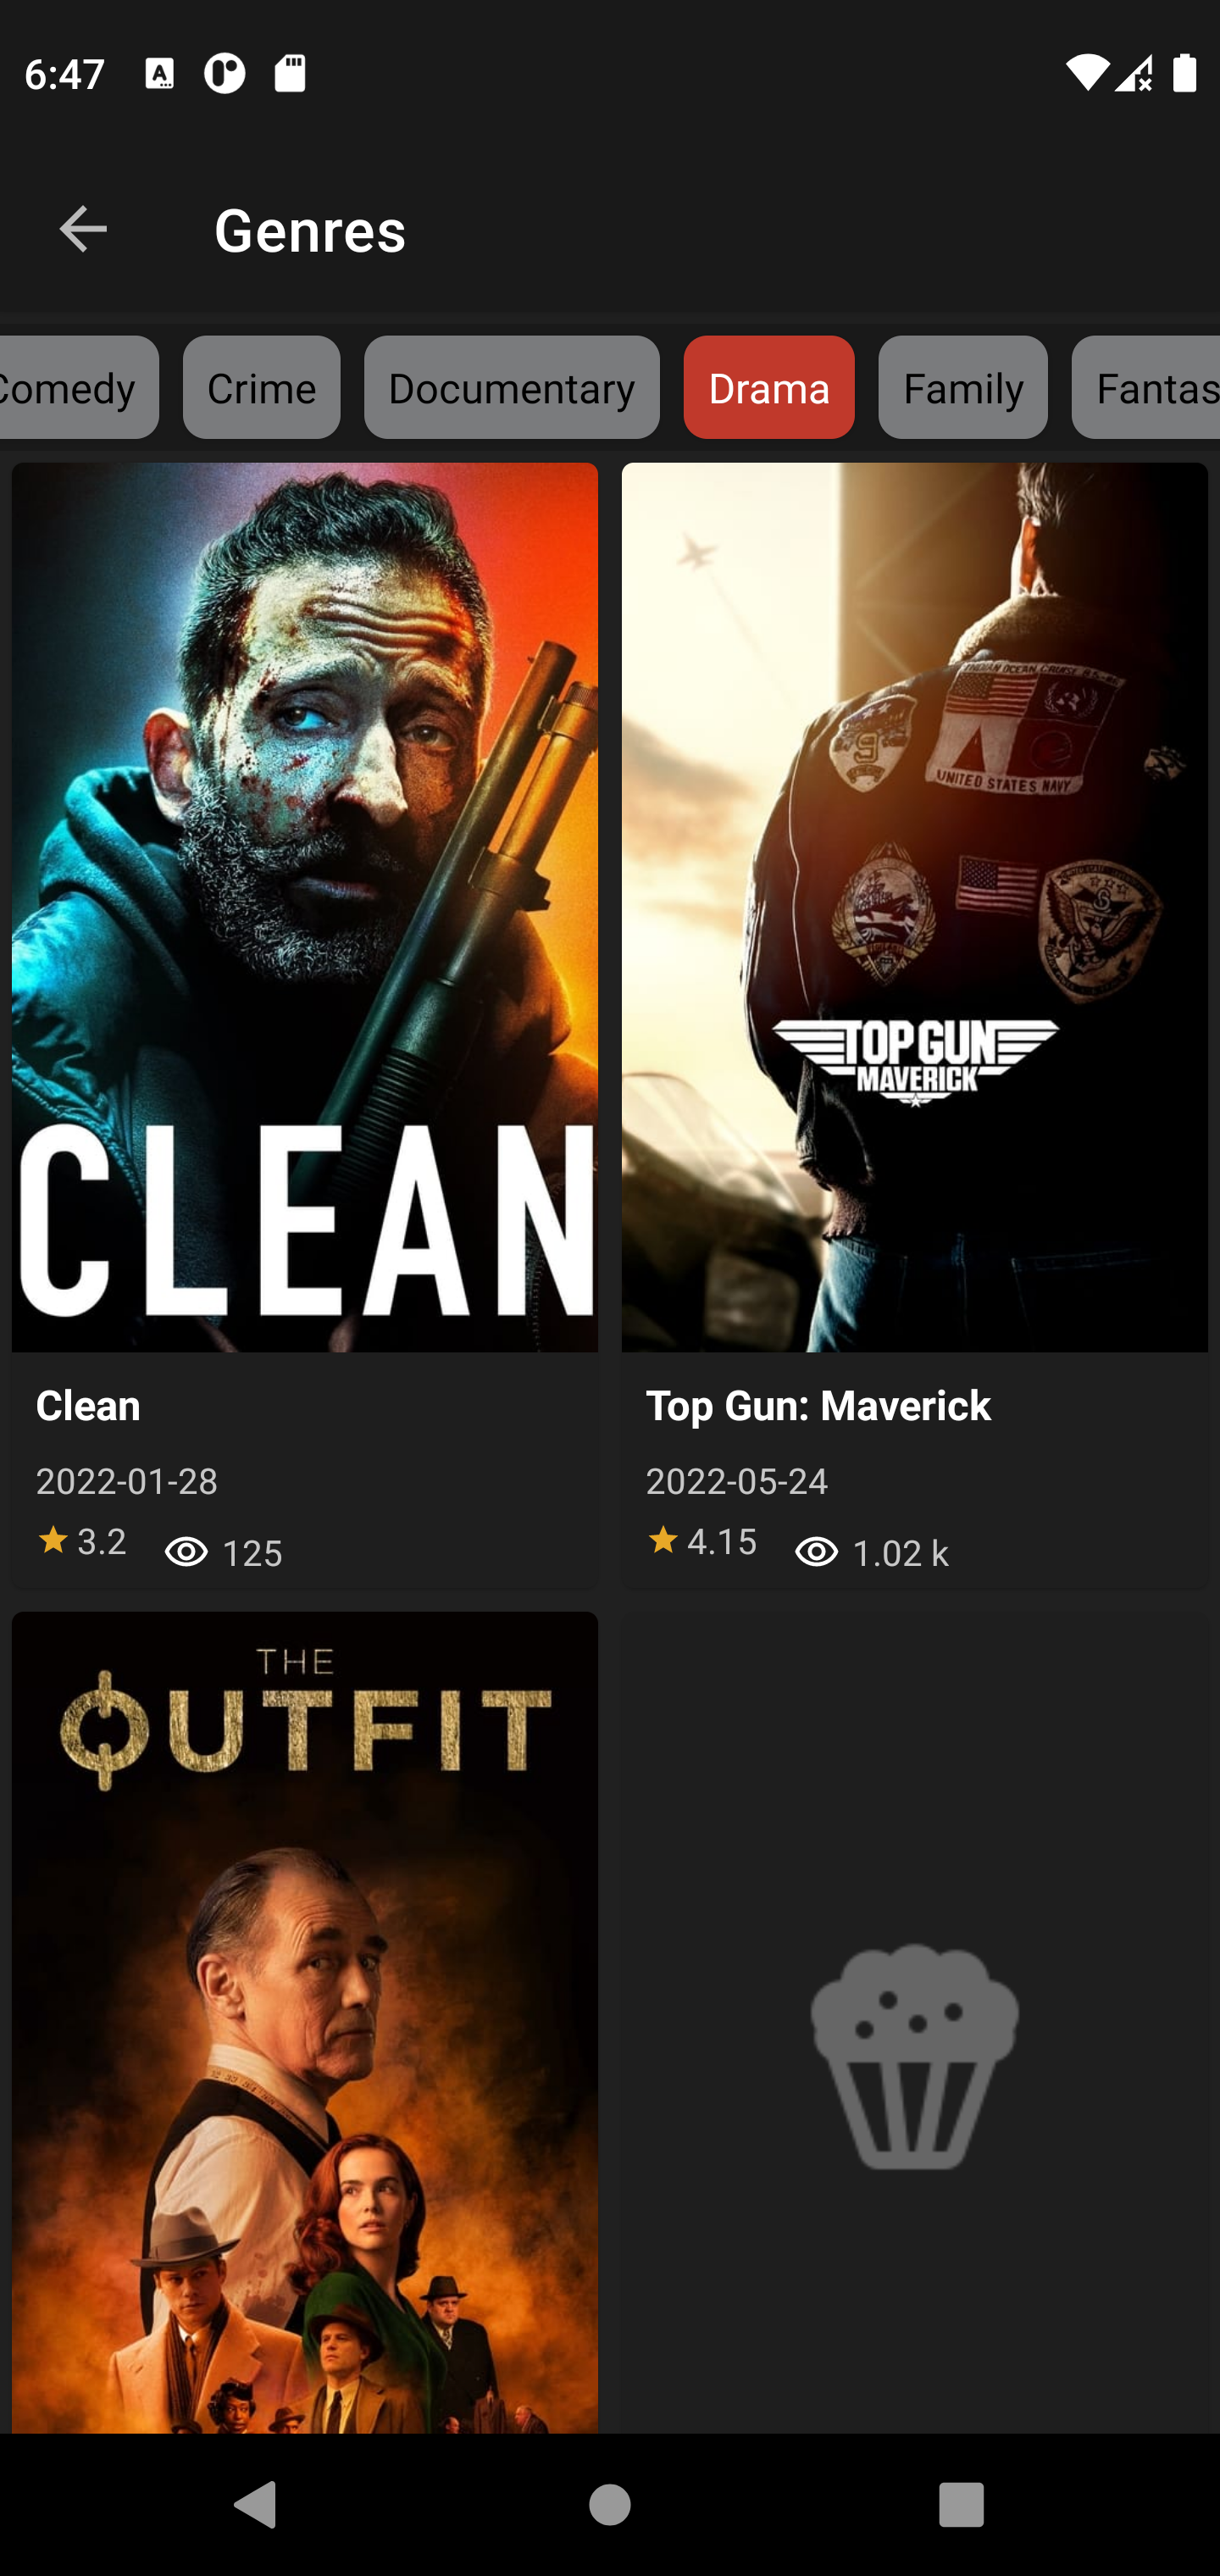 6:47
Genres
Comedy
Crime
Documentary
Drama
Family
Fantas
UNITED STATES NAVY
TOP GUN
MAVERICK
CLEAN
Clean
2022-01-28
3.2
125
Top Gun: Maverick
2022-05-24
4.15
1.02 k
THE
OUTFIT